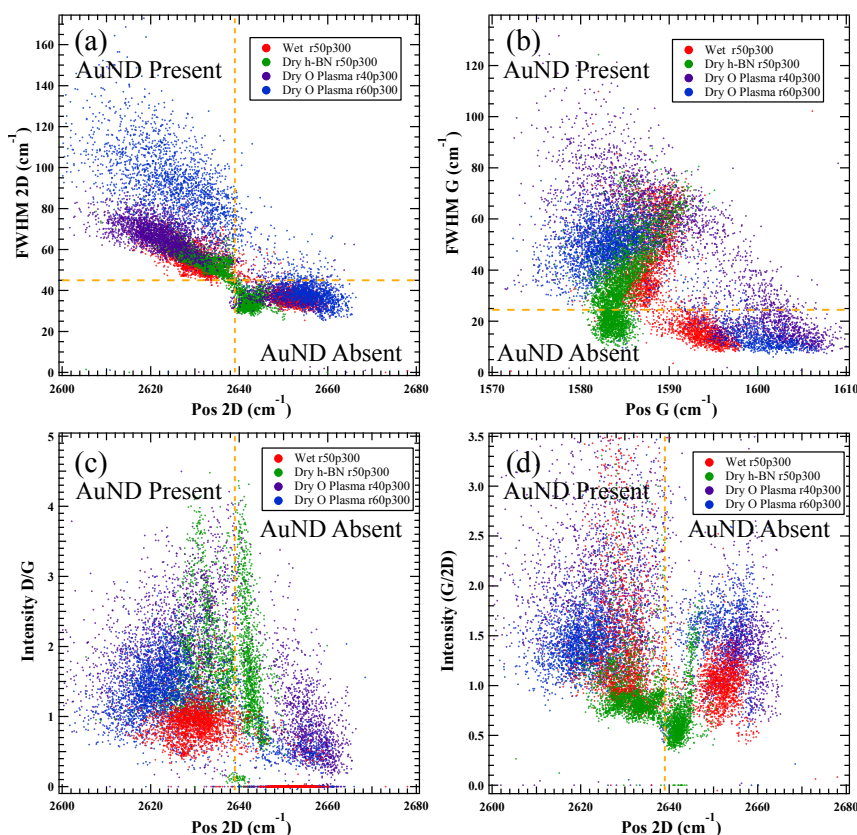 (a)
AuND Present
Wet r50p300
Dry h-BN r50p300
Dry O Plasma r40p300
Dry O Plasma r60p300
AuND Absent
FWHM 2D (cm-1)
160
140
120
100
80
60
40
20
0
2600
2620
2640
2660
2680
Pos 2D (cm-1)
(b)
AuND Present
Wet r50p300
Dry h-BN r50p300
Dry O Plasma r40p300
Dry O Plasma r60p300
AuND Absent
FWHM G (cm-1)
120
100
80
60
40
20
0
1570
1580
1590
1600
1610
Pos G (cm-1)
(c)
AuND Present
Wet r50p300
Dry h-BN r50p300
Dry O Plasma r40p300
Dry O Plasma r60p300
AuND Absent
Intensity D/G
5
4
3
2
1
0
2600
2620
2640
2660
2680
Pos 2D (cm-1)
(d)
AuND Present
Wet r50p300
Dry h-BN r50p300
Dry O Plasma r40p300
Dry O Plasma r60p300
AuND Absent
Intensity (G/2D)
3.5
3.0
2.5
2.0
1.5
1.0
0.5
0.0
2600
2620
2640
2660
2680
Pos 2D (cm-1)